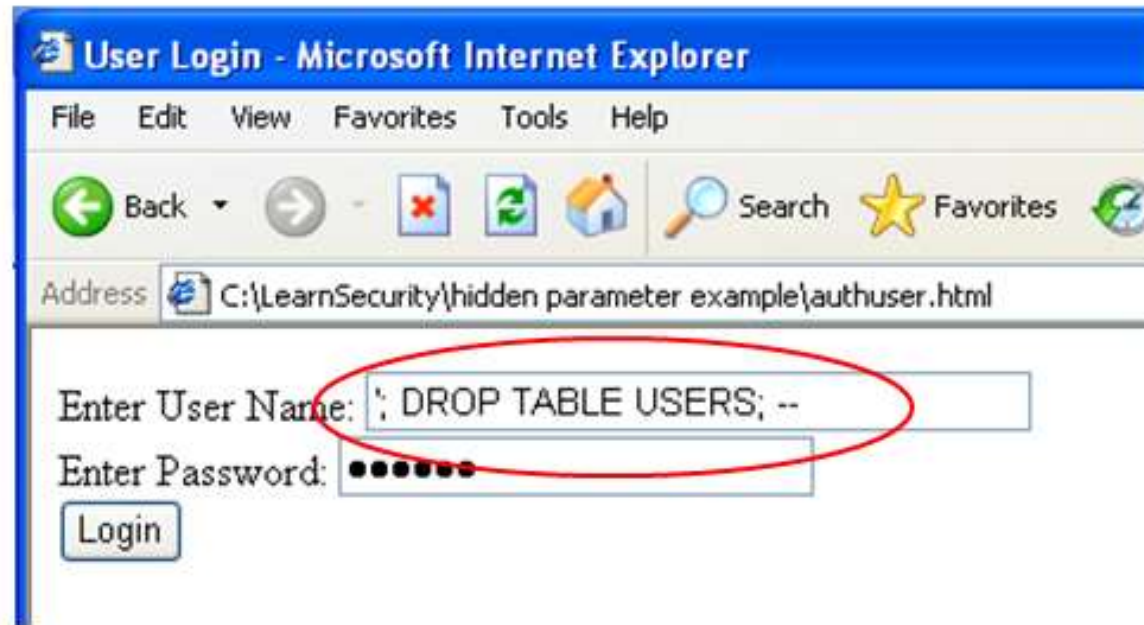 User Login - Microsoft Internet Explorer
File Edit View Favorites Tools Help
Back Search Favorites
Address C:\LearnSecurity\hidden parameter example\authuser.html
Enter User Name: '; DROP TABLE USERS; --
Enter Password: ••••••
Login